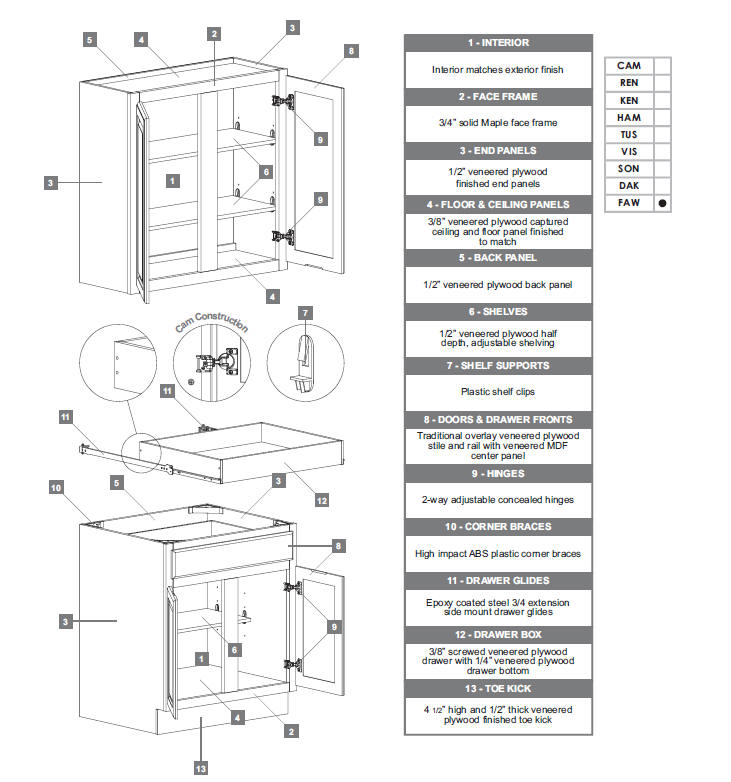 3
2
4
5
8
9
1
6
3
9
4
Cam Construction
7
11
11
12
3
5
10
8
3
9
6
1
4
2
13
1 - INTERIOR
Interior matches exterior finish
2 - FACE FRAME
3/4" solid Maple face frame
3 - END PANELS
1/2" veneered plywood
finished end panels
4 - FLOOR & CEILING PANELS
3/8" veneered plywood captured
ceiling and floor panel finished
to match
5 - BACK PANEL
1/2" veneered plywood back panel
6 - SHELVES
1/2" veneered plywood half
depth, adjustable shelving
7 - SHELF SUPPORTS
Plastic shelf clips
8 - DOORS & DRAWER FRONTS
Traditional overlay veneered plywood
stile and rail with veneered MDF
center panel
9 - HINGES
2-way adjustable concealed hinges
10 - CORNER BRACES
High impact ABS plastic corner braces
11 - DRAWER GLIDES
Epoxy coated steel 3/4 extension
side mount drawer glides
12 - DRAWER BOX
3/8" screwed veneered plywood
drawer with 1/4" veneered plywood
drawer bottom
13 - TOE KICK
4 1/2" high and 1/2" thick veneered
plywood finished toe kick
CAM
REN
KEN
HAM
TUS
VIS
SON
DAK
FAW ●